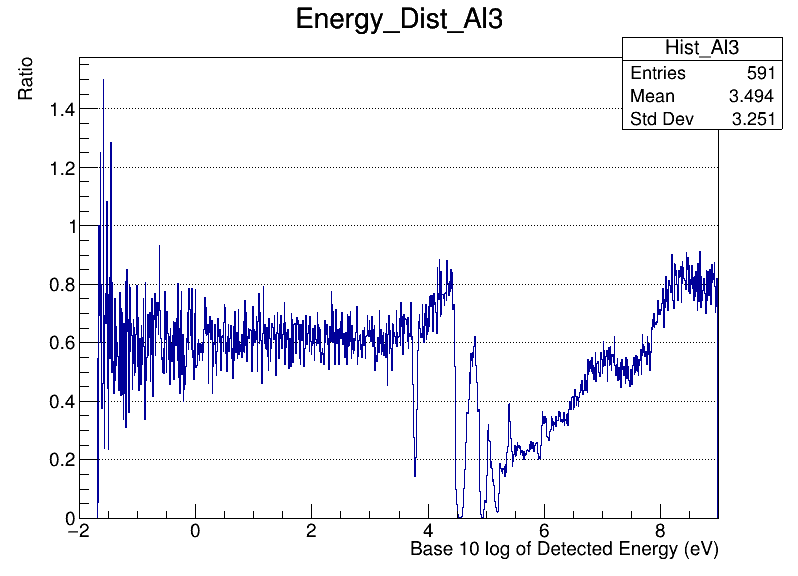 Energy_Dist_Al3
Hist_Al3
Entries 591
Mean 3.494
Std Dev 3.251
Ratio
1.4
1.2
1
0.8
0.6
0.4
0.2
0
−2 0 2 4 6 8
Base 10 log of Detected Energy (eV)